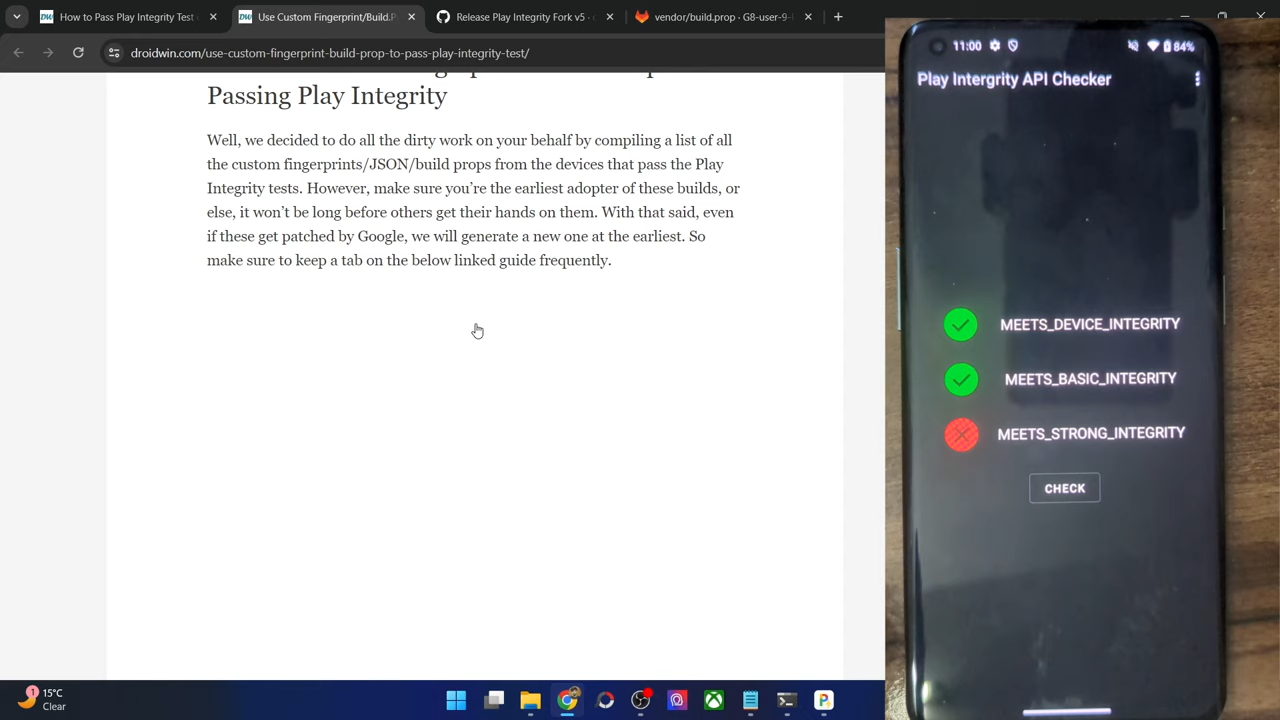 How to Pass Play Integrity Test
Use Custom Fingerprint/Build.P
Release Play Integrity Fork v5 ·
vendor/build.prop · G8-user-9-
droidwin.com/use-custom-fingerprint-build-prop-to-pass-play-integrity-test/
Passing Play Integrity
Well, we decided to do all the dirty work on your behalf by compiling a list of all
the custom fingerprints/JSON/build props from the devices that pass the Play
Integrity tests. However, make sure you're the earliest adopter of these builds, or
else, it won't be long before others get their hands on them. With that said, even
if these get patched by Google, we will generate a new one at the earliest. So
make sure to keep a tab on the below linked guide frequently.
1
15°C
Clear
11:00
84%
Play Intergrity API Checker
MEETS_DEVICE_INTEGRITY
MEETS_BASIC_INTEGRITY
MEETS_STRONG_INTEGRITY
CHECK